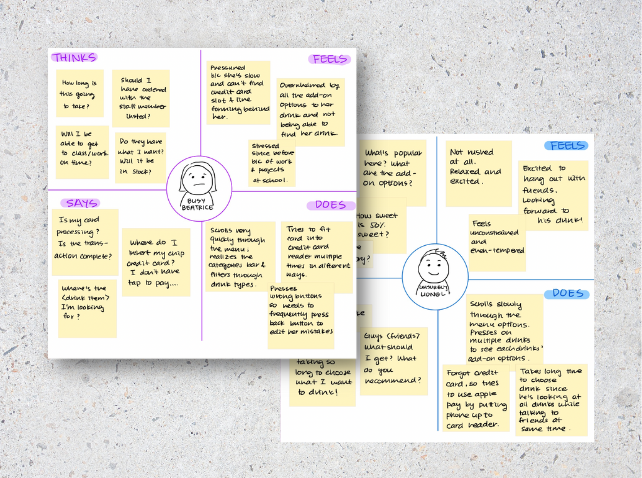 THINKS
How long is
this going
to take?
Should I
have ordered
with the
staff member
instead?
Will I be
able to get
to class/work
on time?
Do they have
what I want?
Will it be
in stock?
FEELS
Pressured
b/c she's slow
and can't find
credit card
slot & line
forming behind
her.
Overwhelmed by
all the add-on
options to her
drink and
not being
able to
find her drink.
Stressed
since before
b/c of work
& projects
at school.
BUSY
BEATRICE
SAYS
Is my card
processing?
Is the trans-
action complete?
Where do I
insert my chip
credit card?
I don't have
tap to pay....
Where's the
(drink item)
I'm looking
for?
DOES
Scrolls very
quickly through
the menu,
realizes the
categories bar &
filters through
drink types.
Tries to fit
card into
credit card
reader multiple
times in different
ways.
Presses
wrong buttons
so needs to
frequently press
back button to
edit her mistakes
What's popular
here? What
are the add-
on options?
How sweet
is 50%
sweet?
Guys (friends)
what should
I get? What
do you
recommend?
taking so
long to choose
what I want
to drink!
FEELS
Not rushed
at all.
Relaxed and
excited.
Excited to
hang out with
friends.
Looking
forward to
his drink!
Feels
unconstrained
and
even-tempered
LEISURELY
LIONEL
DOES
Scrolls slowly
through the
menu options.
Presses on
multiple drinks
to see each drinks'
add-on options.
Forgot credit
card, so tries
to use apple
pay by putting
phone up to
card reader.
Takes long time
to choose
drink since
he's looking at
all drinks while
talking to
friends at
same time.